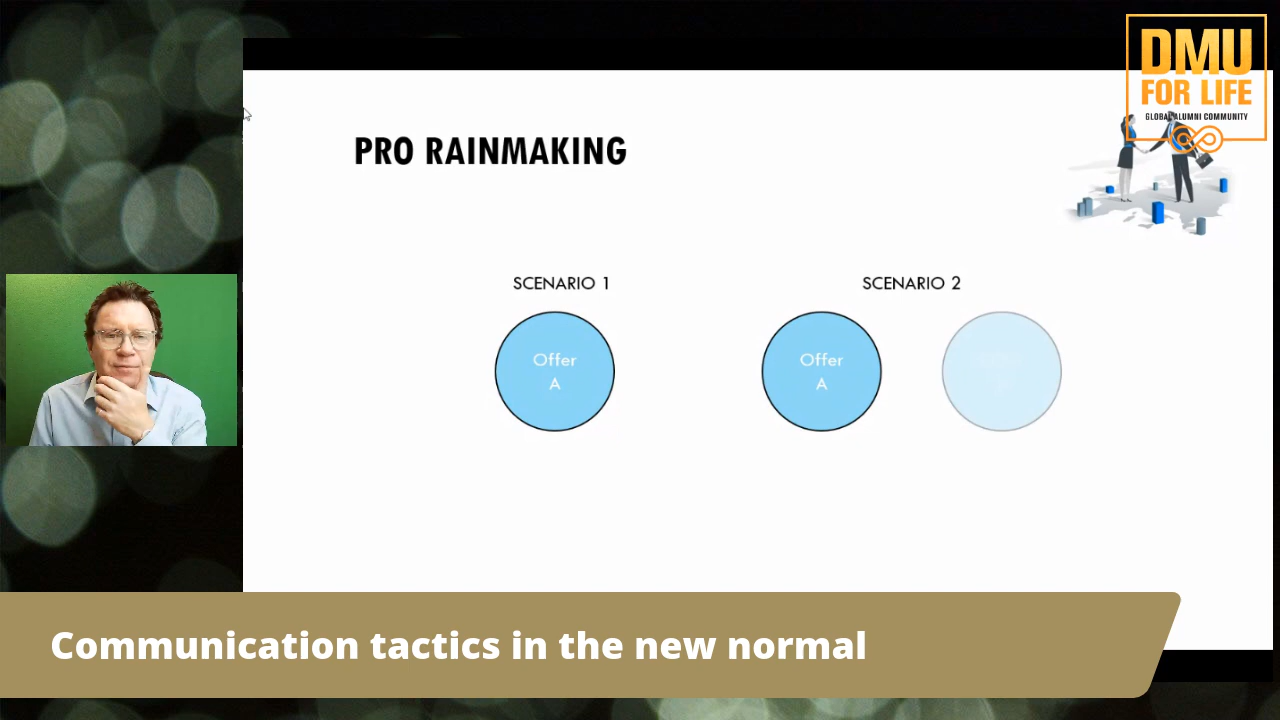 DMU
FOR LIFE
GLOBAL ALUMNI COMMUNITY
PRO RAINMAKING
SCENARIO 1
SCENARIO 2
Offer
A
Offer
A
Communication tactics in the new normal